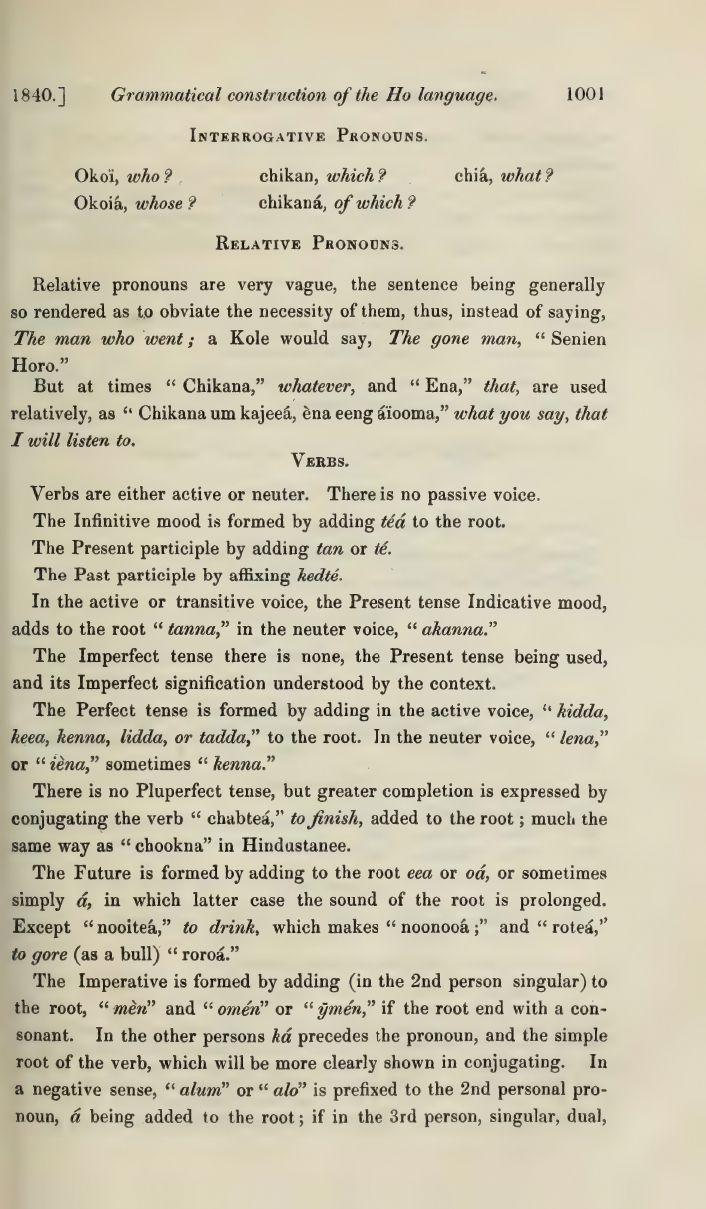 1840.] Grammatical construction of the Ho language. 1001
INTERROGATIVE PRONOUNS.
Okoï, who ? chikan, which ? chiá, what ?
Okoiá, whose ? chikaná, of which ?
RELATIVE PRONOUNS.
Relative pronouns are very vague, the sentence being generally
so rendered as to obviate the necessity of them, thus, instead of saying,
The man who went ; a Kole would say, The gone man, “ Senien
Horo.”
But at times “ Chikana,” whatever, and “ Ena,” that, are used
relatively, as “ Chikana um kajeeá, èna eeng áïooma,” what you say, that
I will listen to.
VERBS.
Verbs are either active or neuter. There is no passive voice.
The Infinitive mood is formed by adding téá to the root.
The Present participle by adding tan or té.
The Past participle by affixing kedté.
In the active or transitive voice, the Present tense Indicative mood,
adds to the root “ tanna,” in the neuter voice, “ akanna.”
The Imperfect tense there is none, the Present tense being used,
and its Imperfect signification understood by the context.
The Perfect tense is formed by adding in the active voice, “ kidda,
keea, kenna, lidda, or tadda,” to the root. In the neuter voice, “ lena,”
or “ ièna,” sometimes “ kenna.”
There is no Pluperfect tense, but greater completion is expressed by
conjugating the verb “ chabteá,” to finish, added to the root ; much the
same way as “ chookna” in Hindustanee.
The Future is formed by adding to the root eea or oá, or sometimes
simply á, in which latter case the sound of the root is prolonged.
Except “ nooiteá,” to drink, which makes “ noonooá ;” and “ roteá,”
to gore (as a bull) “ roroá.”
The Imperative is formed by adding (in the 2nd person singular) to
the root, “ mèn” and “ omén” or “ ȳmén,” if the root end with a con-
sonant. In the other persons ká precedes the pronoun, and the simple
root of the verb, which will be more clearly shown in conjugating. In
a negative sense, “ alum” or “ alo” is prefixed to the 2nd personal pro-
noun, á being added to the root ; if in the 3rd person, singular, dual,